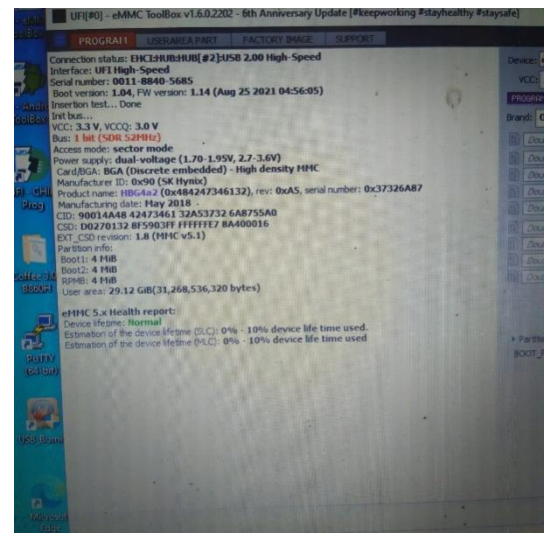 UFI[#0] - eMMC ToolBox v1.6.0.2202 - 6th Anniversary Update [#keepworking #stayhealthy #staysafe]
PROGRAM USERAREA PART FACTORY IMAGE SUPPORT
Connection status: EHCI:HUB:HUB[#2]:USB 2.00 High-Speed
Device:
Interface: UFI High-Speed
Serial number: 0011-8840-5685
VCC:
Boot version: 1.04, FW version: 1.14 (Aug 25 2021 04:56:05)
Insertion test... Done
Init bus...
Brand:
VCC: 3.3 V, VCCQ: 3.0 V
Bus: 1 bit (SDR 52MHz)
Access mode: sector mode
Power supply: dual-voltage (1.70-1.95V, 2.7-3.6V)
Card/BGA: BGA (Discrete embedded) - High density MMC
Manufacturer ID: 0x90 (SK Hynix)
Product name: HBG4a2 (0x484247346132), rev: 0xA5, serial number: 0x37326A87
Manufacturing date: May 2018
CID: 90014A48 42473461 32A53732 6A8755A0
CSD: D0270132 8F5903FF FFFFFFE7 8A400016
EXT_CSD revision: 1.8 (MMC v5.1)
Partition info:
Boot1: 4 MiB
Boot2: 4 MiB
RPMB: 4 MiB
User area: 29.12 GiB(31,268,536,320 bytes)
eMMC 5.x Health report:
Device lifetime: Normal
Estimation of the device lifetime (SLC): 0% - 10% device life time used.
Estimation of the device lifetime (MLC): 0% - 10% device life time used
PuTTY
(64-bit)
Microsoft
Edge